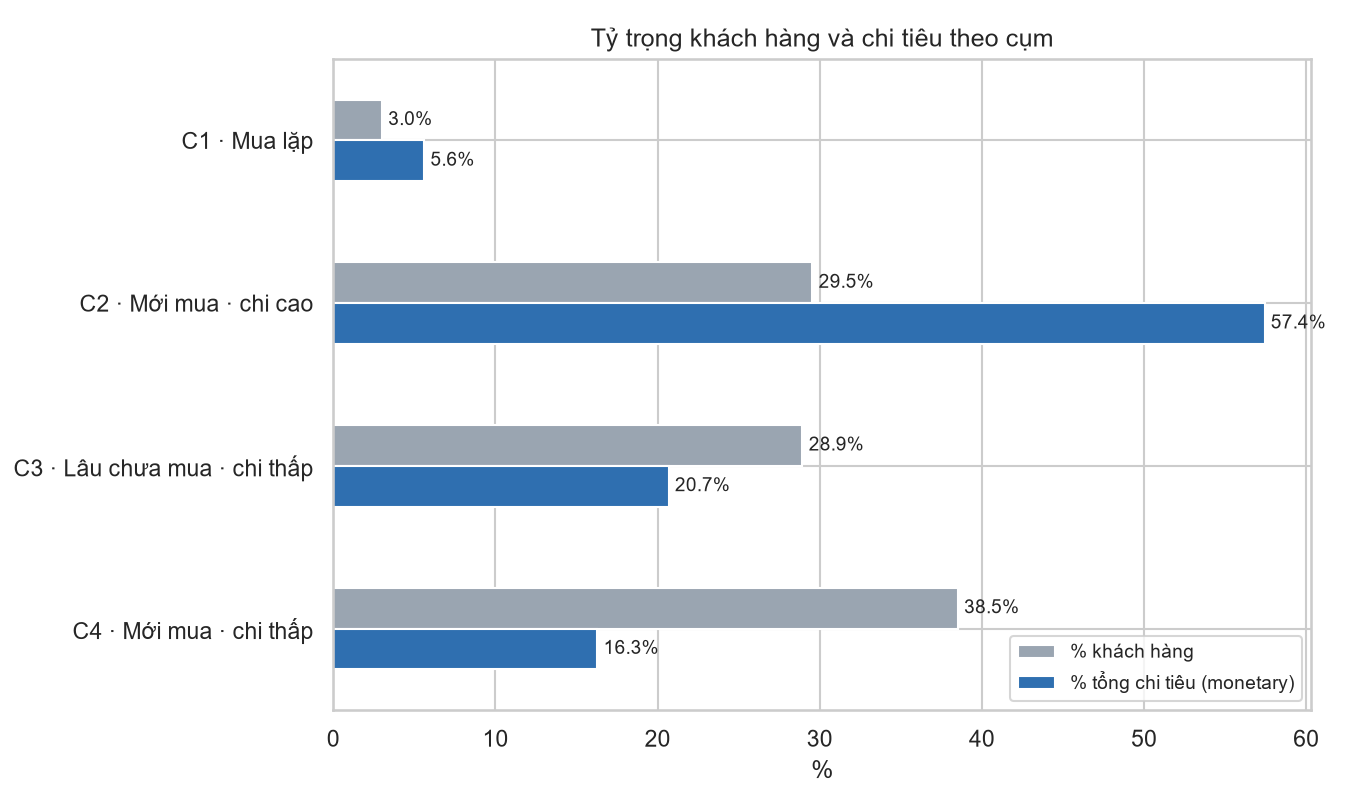 Tỷ trọng khách hàng và chi tiêu theo cụm
C1 · Mua lặp
3.0%
5.6%
C2 · Mới mua · chi cao
29.5%
57.4%
C3 · Lâu chưa mua · chi thấp
28.9%
20.7%
C4 · Mới mua · chi thấp
38.5%
16.3%
% khách hàng
% tổng chi tiêu (monetary)
0 10 20 30 40 50 60
%